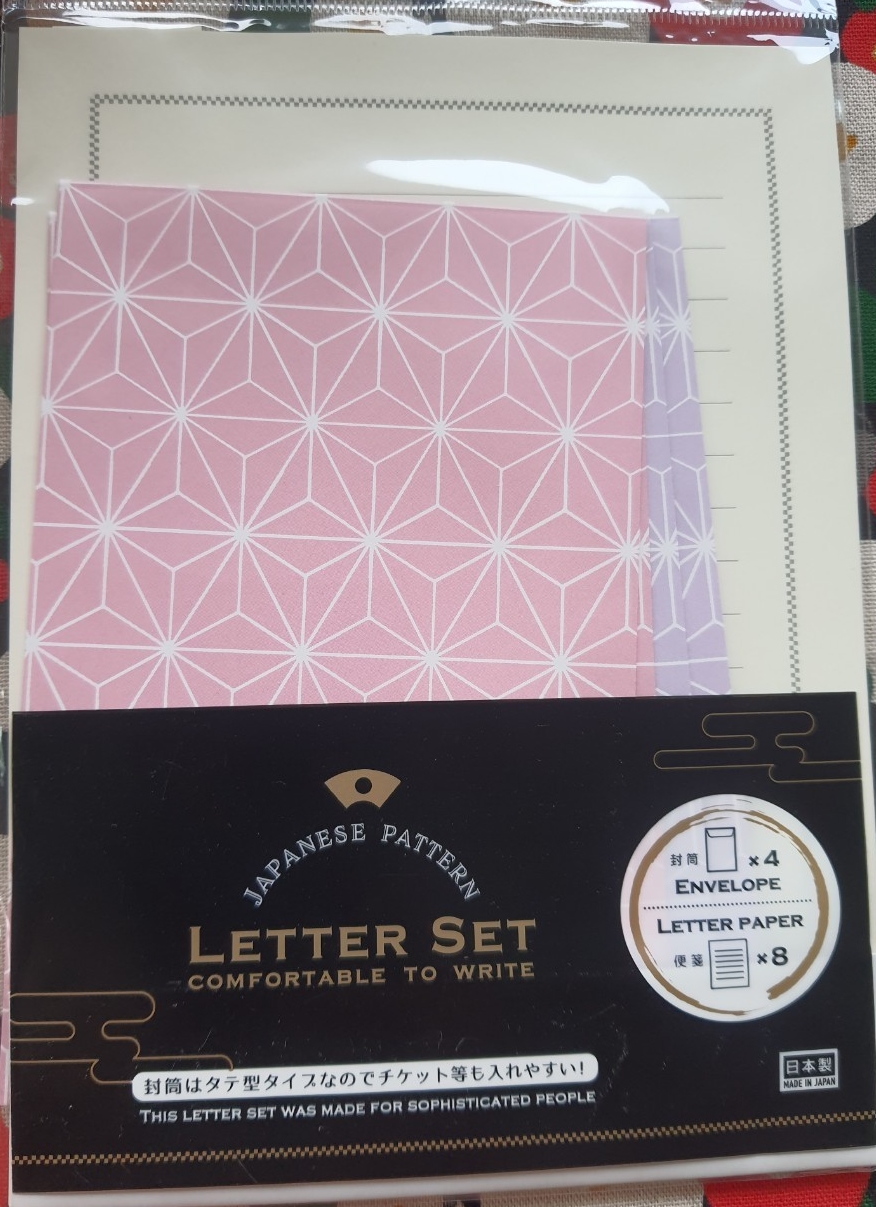 JAPANESE PATTERN
LETTER SET
COMFORTABLE TO WRITE
封筒 ×4
ENVELOPE
LETTER PAPER
便箋 ×8
封筒はタテ型タイプなのでチケット等も入れやすい!
THIS LETTER SET WAS MADE FOR SOPHISTICATED PEOPLE
日本製
MADE IN JAPAN